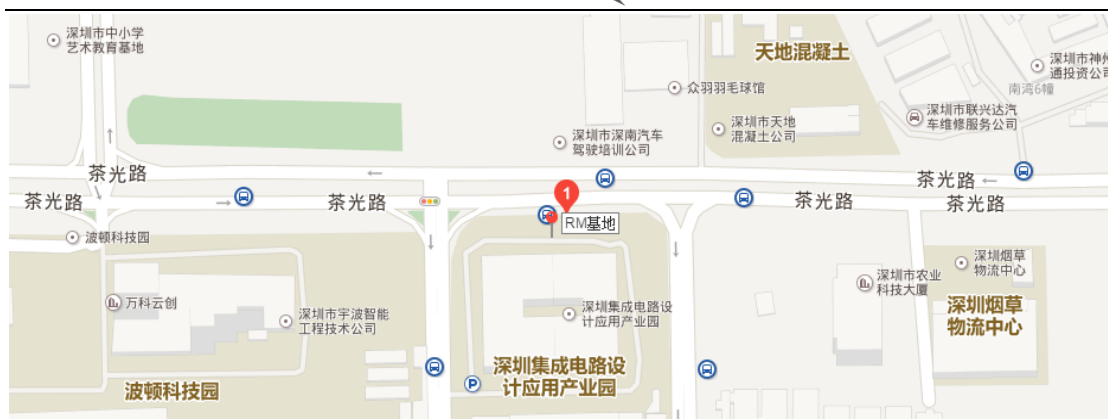 深圳市中小学
艺术教育基地
天地混凝土
深圳市神州
通投资公司
南湾6幢
众羽羽毛球馆
深圳市联兴达汽
车维修服务公司
深圳市天地
混凝土公司
深圳市深南汽车
驾驶培训公司
茶光路
茶光路
茶光路
茶光路
茶光路
茶光路
1
RM基地
波顿科技园
深圳烟草
物流中心
深圳市农业
科技大厦
万科云创
深圳市宇波智能
工程技术公司
深圳集成电路设
计应用产业园
深圳烟草
物流中心
深圳集成电路设
计应用产业园
P
波顿科技园